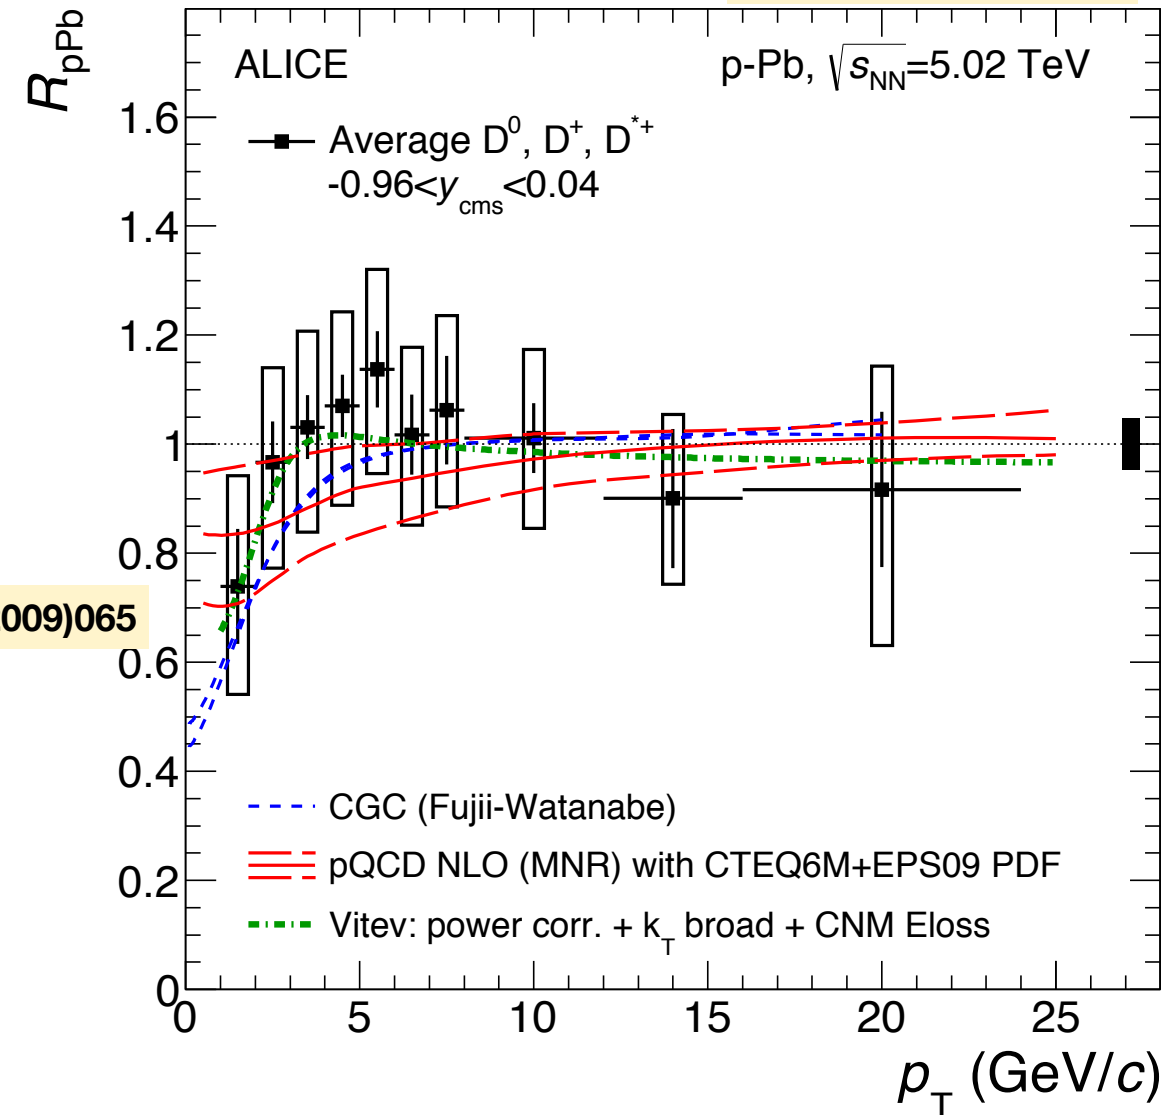 R_pPb
ALICE
p-Pb, √s_NN=5.02 TeV
Average D^0, D^+, D^*+
-0.96<y_cms<0.04
1.6
1.4
1.2
1
0.8
009)065
0.6
0.4
0.2
0
CGC (Fujii-Watanabe)
pQCD NLO (MNR) with CTEQ6M+EPS09 PDF
Vitev: power corr. + k_T broad + CNM Eloss
0 5 10 15 20 25
p_T (GeV/c)